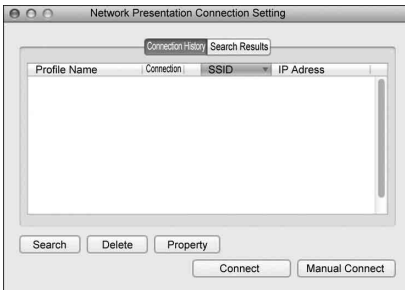 Network Presentation Connection Setting
Connection History Search Results
Profile Name Connection SSID IP Adress
Search Delete Property
Connect Manual Connect